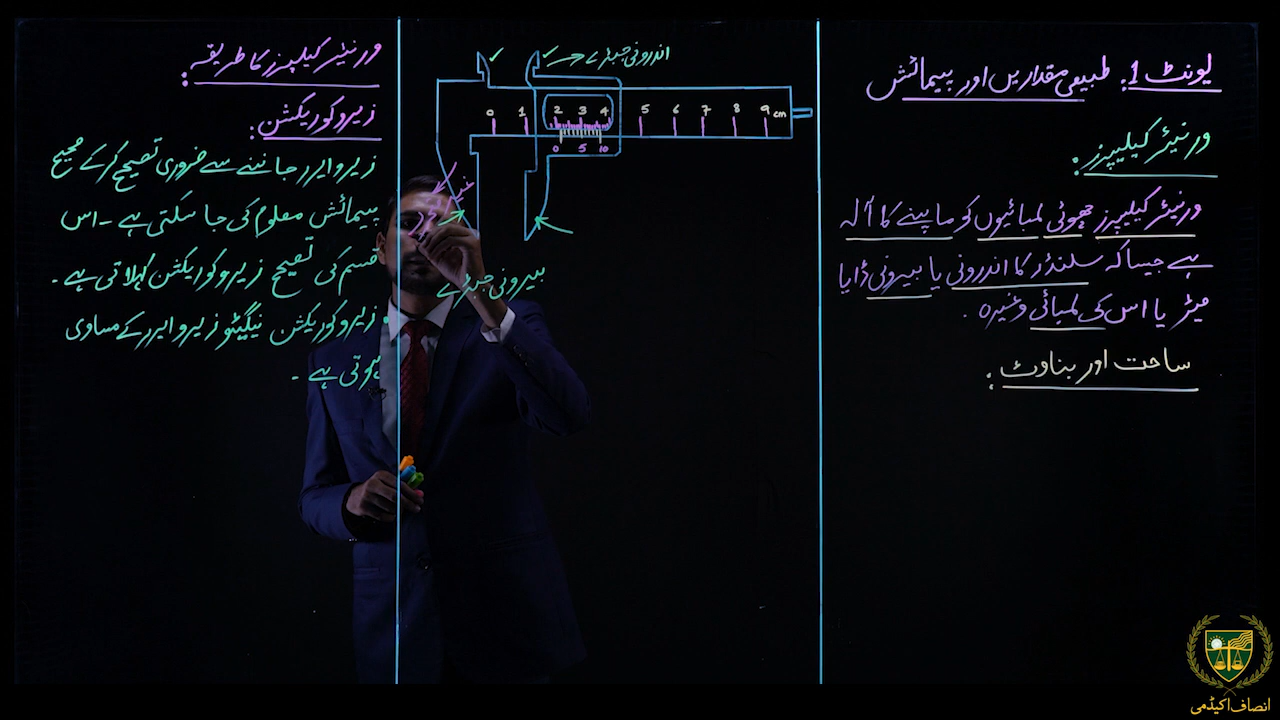 یونٹ 1. طبیعی مقداریں اور پیمائش
ورنیئر کیلیپرز:
ورنیئر کیلیپرز چھوٹی لمبائیوں کو ماپنے کا آلہ
ہے جیسا کہ سلنڈر کا اندرونی یا بیرونی ڈایا
میٹر یا اس کی لمبائی وغیرہ.
ساخت اور بناوٹ:
اندرونی جبڑے
0 1 2 3 4 5 6 7 8 9 cm
0 5 10
غیر
بیرونی جبڑے
ورنیئر کیلیپرز کا طریقہ:
زیرو کوریکشن:
زیرو ایرر جاننے سے ضروری تصحیح کر کے صحیح
پیمائش معلوم کی جا سکتی ہے۔ اس
قسم کی تصحیح زیرو کوریکشن کہلاتی ہے۔
زیرو کوریکشن نیگیٹو زیرو ایرر کے مساوی
ہوتی ہے۔
انصاف اکیڈمی